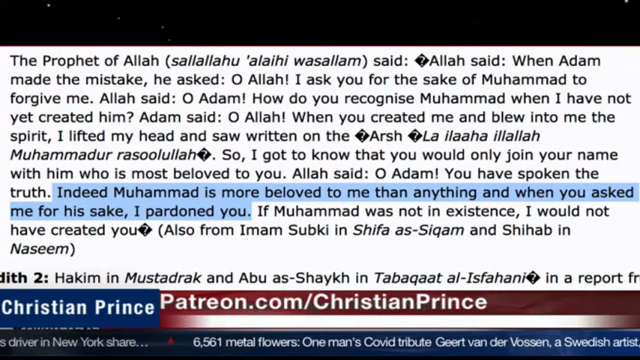 The Prophet of Allah (sallallahu 'alaihi wasallam) said: �Allah said: When Adam
made the mistake, he asked: O Allah! I ask you for the sake of Muhammad to
forgive me. Allah said: O Adam! How do you recognise Muhammad when I have not
yet created him? Adam said: O Allah! When you created me and blew into me the
spirit, I lifted my head and saw written on the �Arsh �La ilaaha illallah
Muhammadur rasoolullah�. So, I got to know that you would only join your name
with him who is most beloved to you. Allah said: O Adam! You have spoken the
truth. Indeed Muhammad is more beloved to me than anything and when you asked
me for his sake, I pardoned you. If Muhammad was not in existence, I would not
have created you� (Also from Imam Subki in Shifa as-Siqam and Shihab in
Naseem)
dith 2: Hakim in Mustadrak and Abu as-Shaykh in Tabaqaat al-Isfahani� in a report fr
Christian Prince Patreon.com/ChristianPrince
s driver in New York share... 6,561 metal flowers: One man's Covid tribute Geert van der Vossen, a Swedish artist,